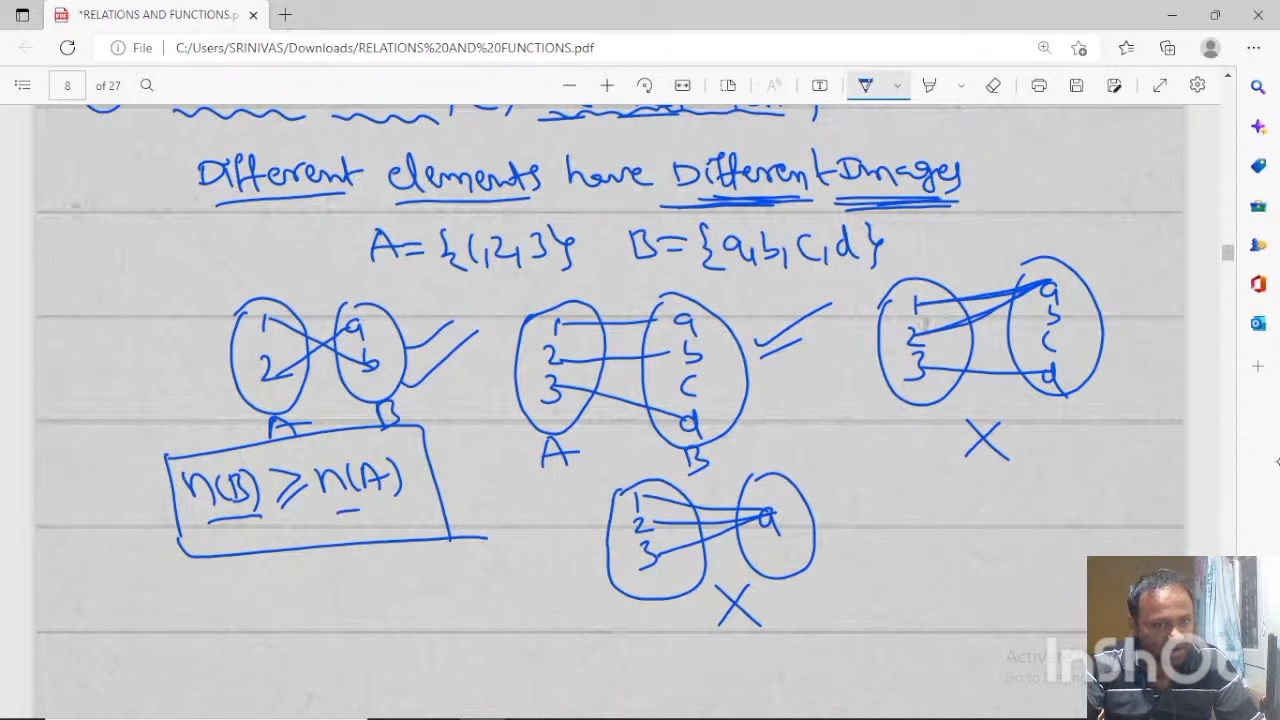 *RELATIONS AND FUNCTIONS.p
File C:/Users/SRINIVAS/Downloads/RELATIONS%20AND%20FUNCTIONS.pdf
8 of 27
Different elements have Different Images
A={1,2,3} B={a,b,c,d}
1 a
2 b
A B
1 a
2 b
3 c
d
A B
1 a
2 b
3 c
d
X
n(B) ≥ n(A)
1
2 a
3
X
InShOt